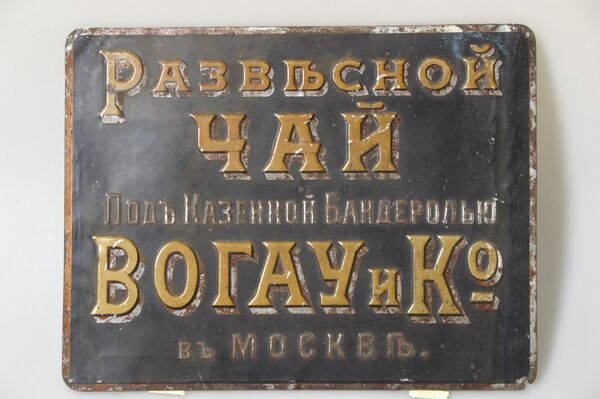 Развѣсной
ЧАЙ
Подъ Казенной Бандеролью
ВОГАУ и Ко
въ МОСКВѢ.